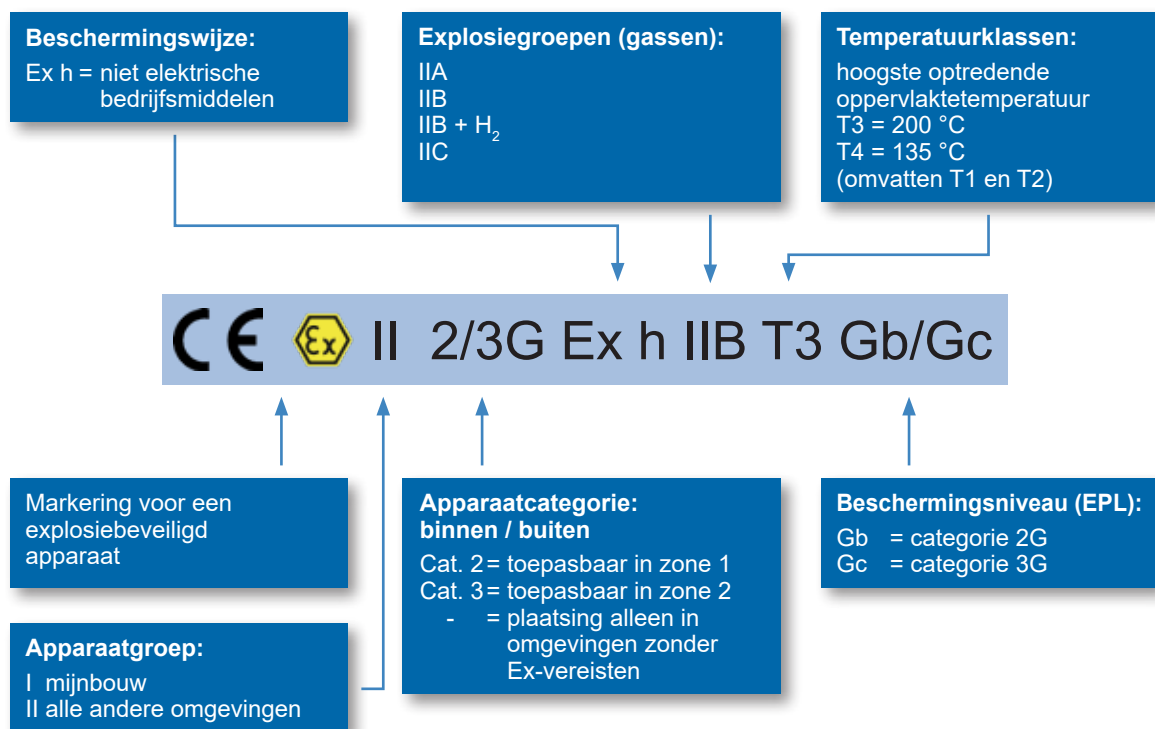 Beschermingswijze:
Ex h = niet elektrische
bedrijfsmiddelen
Explosiegroepen (gassen):
IIA
IIB
IIB + H₂
IIC
Temperatuurklassen:
hoogste optredende
oppervlaktetemperatuur
T3 = 200 °C
T4 = 135 °C
(omvatten T1 en T2)
CE Ex II 2/3G Ex h IIB T3 Gb/Gc
Markering voor een
explosiebeveiligd
apparaat
Apparaatgroep:
I mijnbouw
II alle andere omgevingen
Apparaatcategorie:
binnen / buiten
Cat. 2 = toepasbaar in zone 1
Cat. 3 = toepasbaar in zone 2
- = plaatsing alleen in
omgevingen zonder
Ex-vereisten
Beschermingsniveau (EPL):
Gb = categorie 2G
Gc = categorie 3G